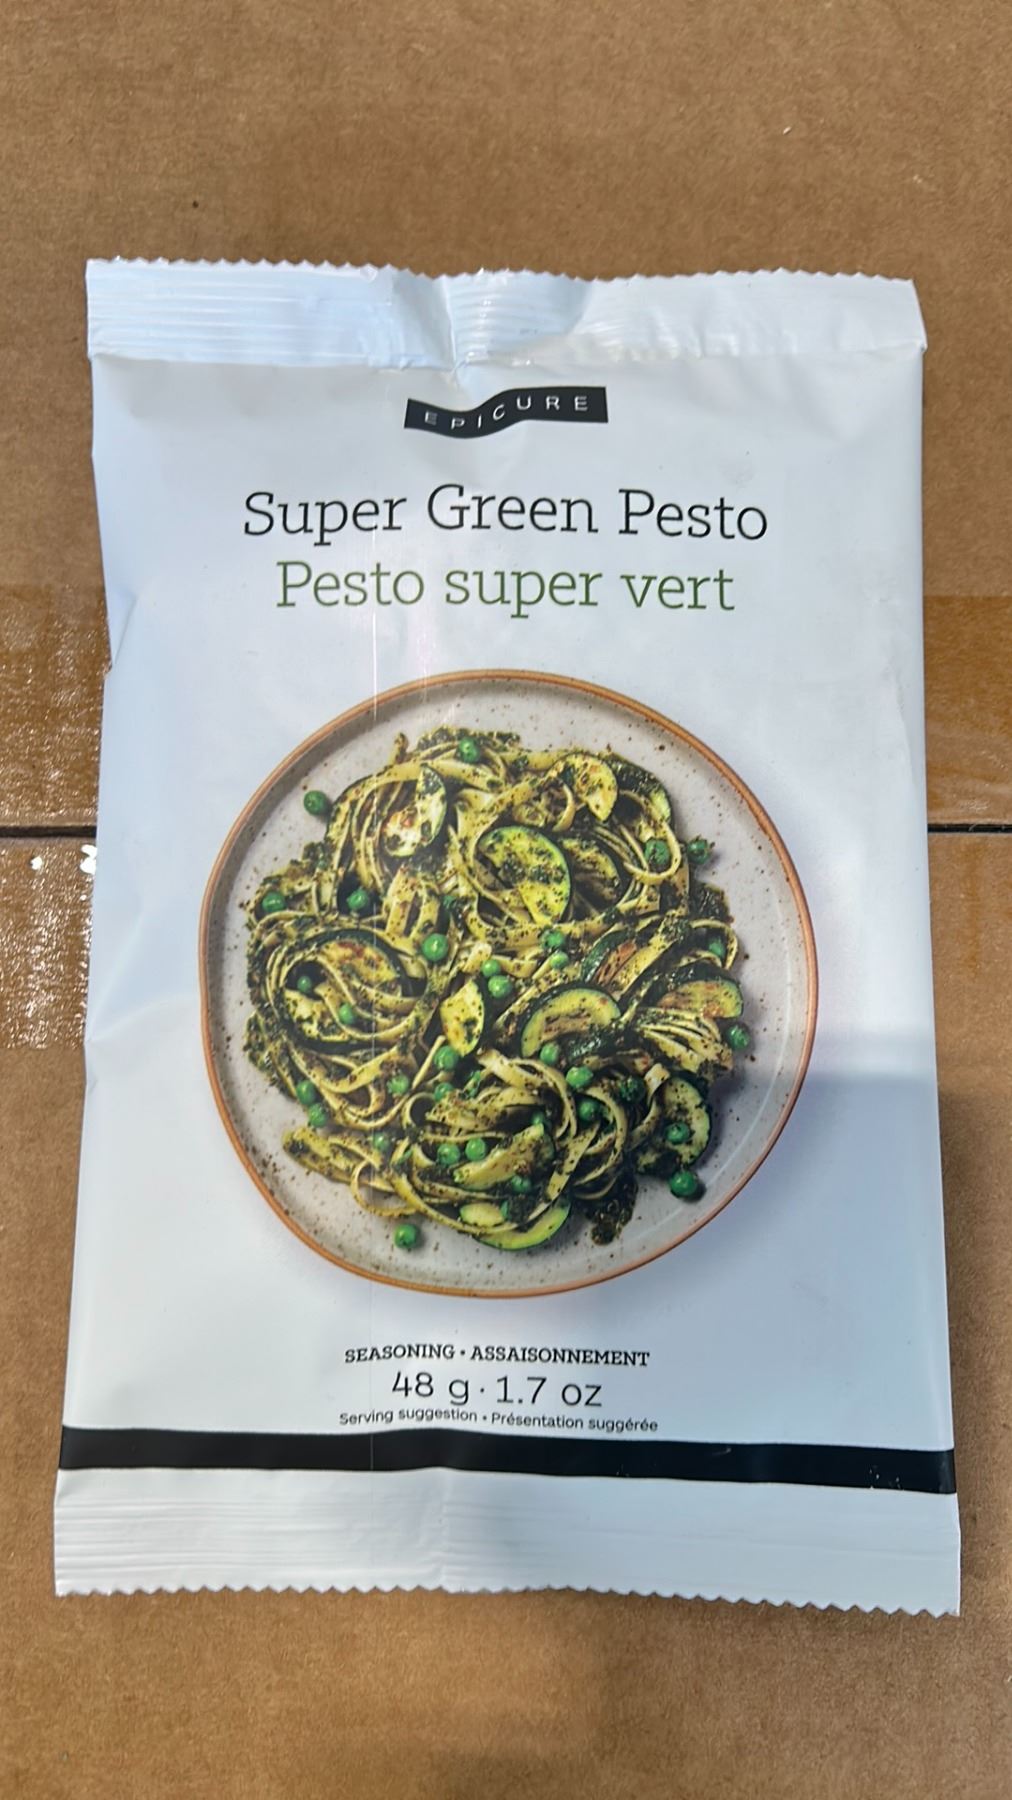 EPICURE
Super Green Pesto
Pesto super vert
SEASONING • ASSAISONNEMENT
48 g · 1.7 oz
Serving suggestion • Présentation suggérée